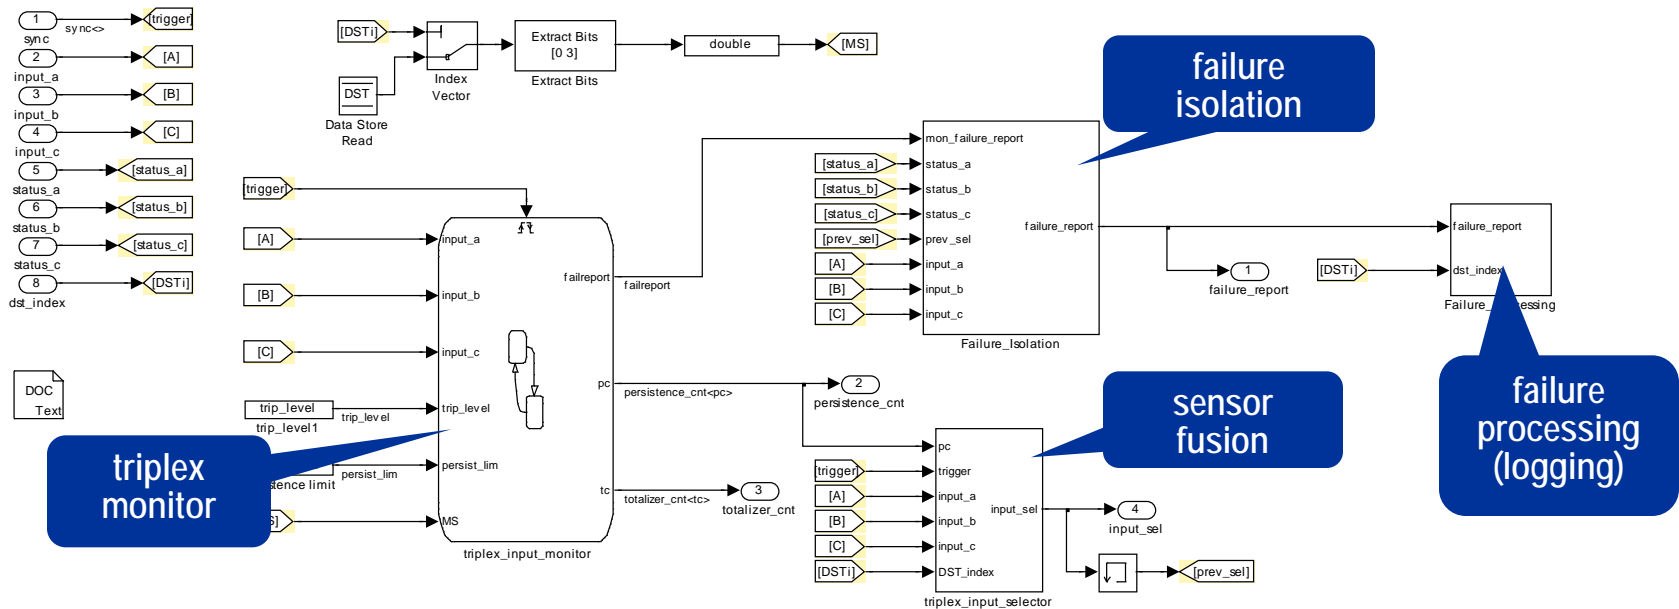 1
sync
sync<>
[trigger]
2
input_a
[A]
3
input_b
[B]
4
input_c
[C]
5
status_a
[status_a]
6
status_b
[status_b]
7
status_c
[status_c]
8
dst_index
[DSTi]
DOC
Text
[DSTi]
DST
Data Store
Read
Index
Vector
Extract Bits
[0 3]
Extract Bits
double
[MS]
failure
isolation
[trigger]
[A]
[B]
[C]
trip_level
trip_level1
trip_level
persist_lim
limit
input_a
input_b
input_c
trip_level
persist_lim
MS
failreport
pc
tc
triplex_input_monitor
triplex
monitor
failreport
persistence_cnt<pc>
totalizer_cnt<tc>
2
persistence_cnt
3
totalizer_cnt
[status_a]
[status_b]
[status_c]
[prev_sel]
[A]
[B]
[C]
mon_failure_report
status_a
status_b
status_c
prev_sel
input_a
input_b
input_c
failure_report
Failure_Isolation
1
failure_report
[DSTi]
failure_report
dst_index
failure
processing
(logging)
sensor
fusion
[trigger]
[A]
[B]
[C]
[DSTi]
pc
trigger
input_a
input_b
input_c
DST_index
input_sel
triplex_input_selector
4
input_sel
[prev_sel]